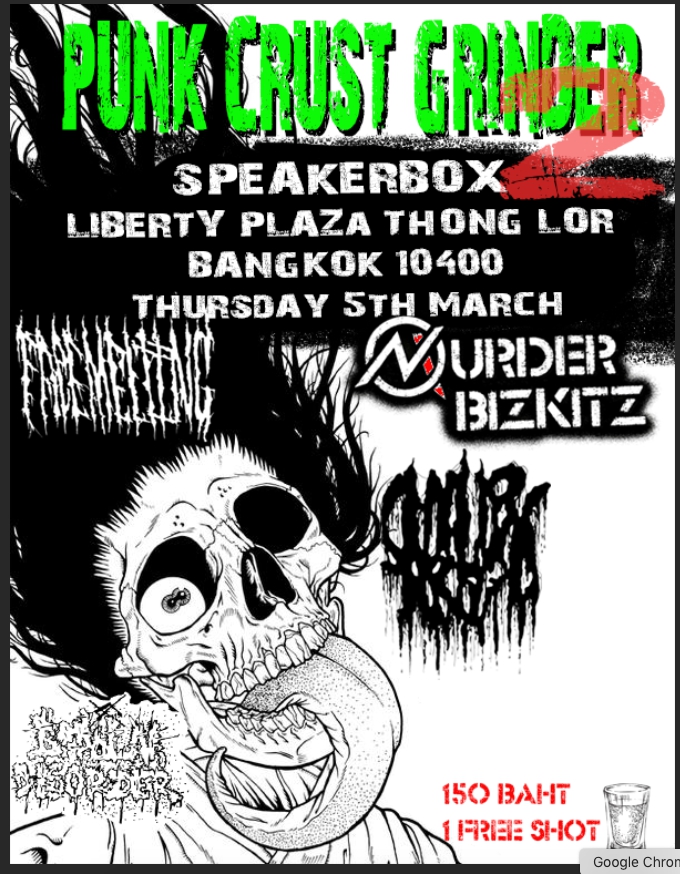 PUNK CRUST GRINDER
2
SPEAKERBOX
LIBERTY PLAZA THONG LOR
BANGKOK 10400
THURSDAY 5TH MARCH
FACEMELTING
MURDER
BIZKITZ
DISORDER
150 BAHT
1 FREE SHOT
Google Chrom